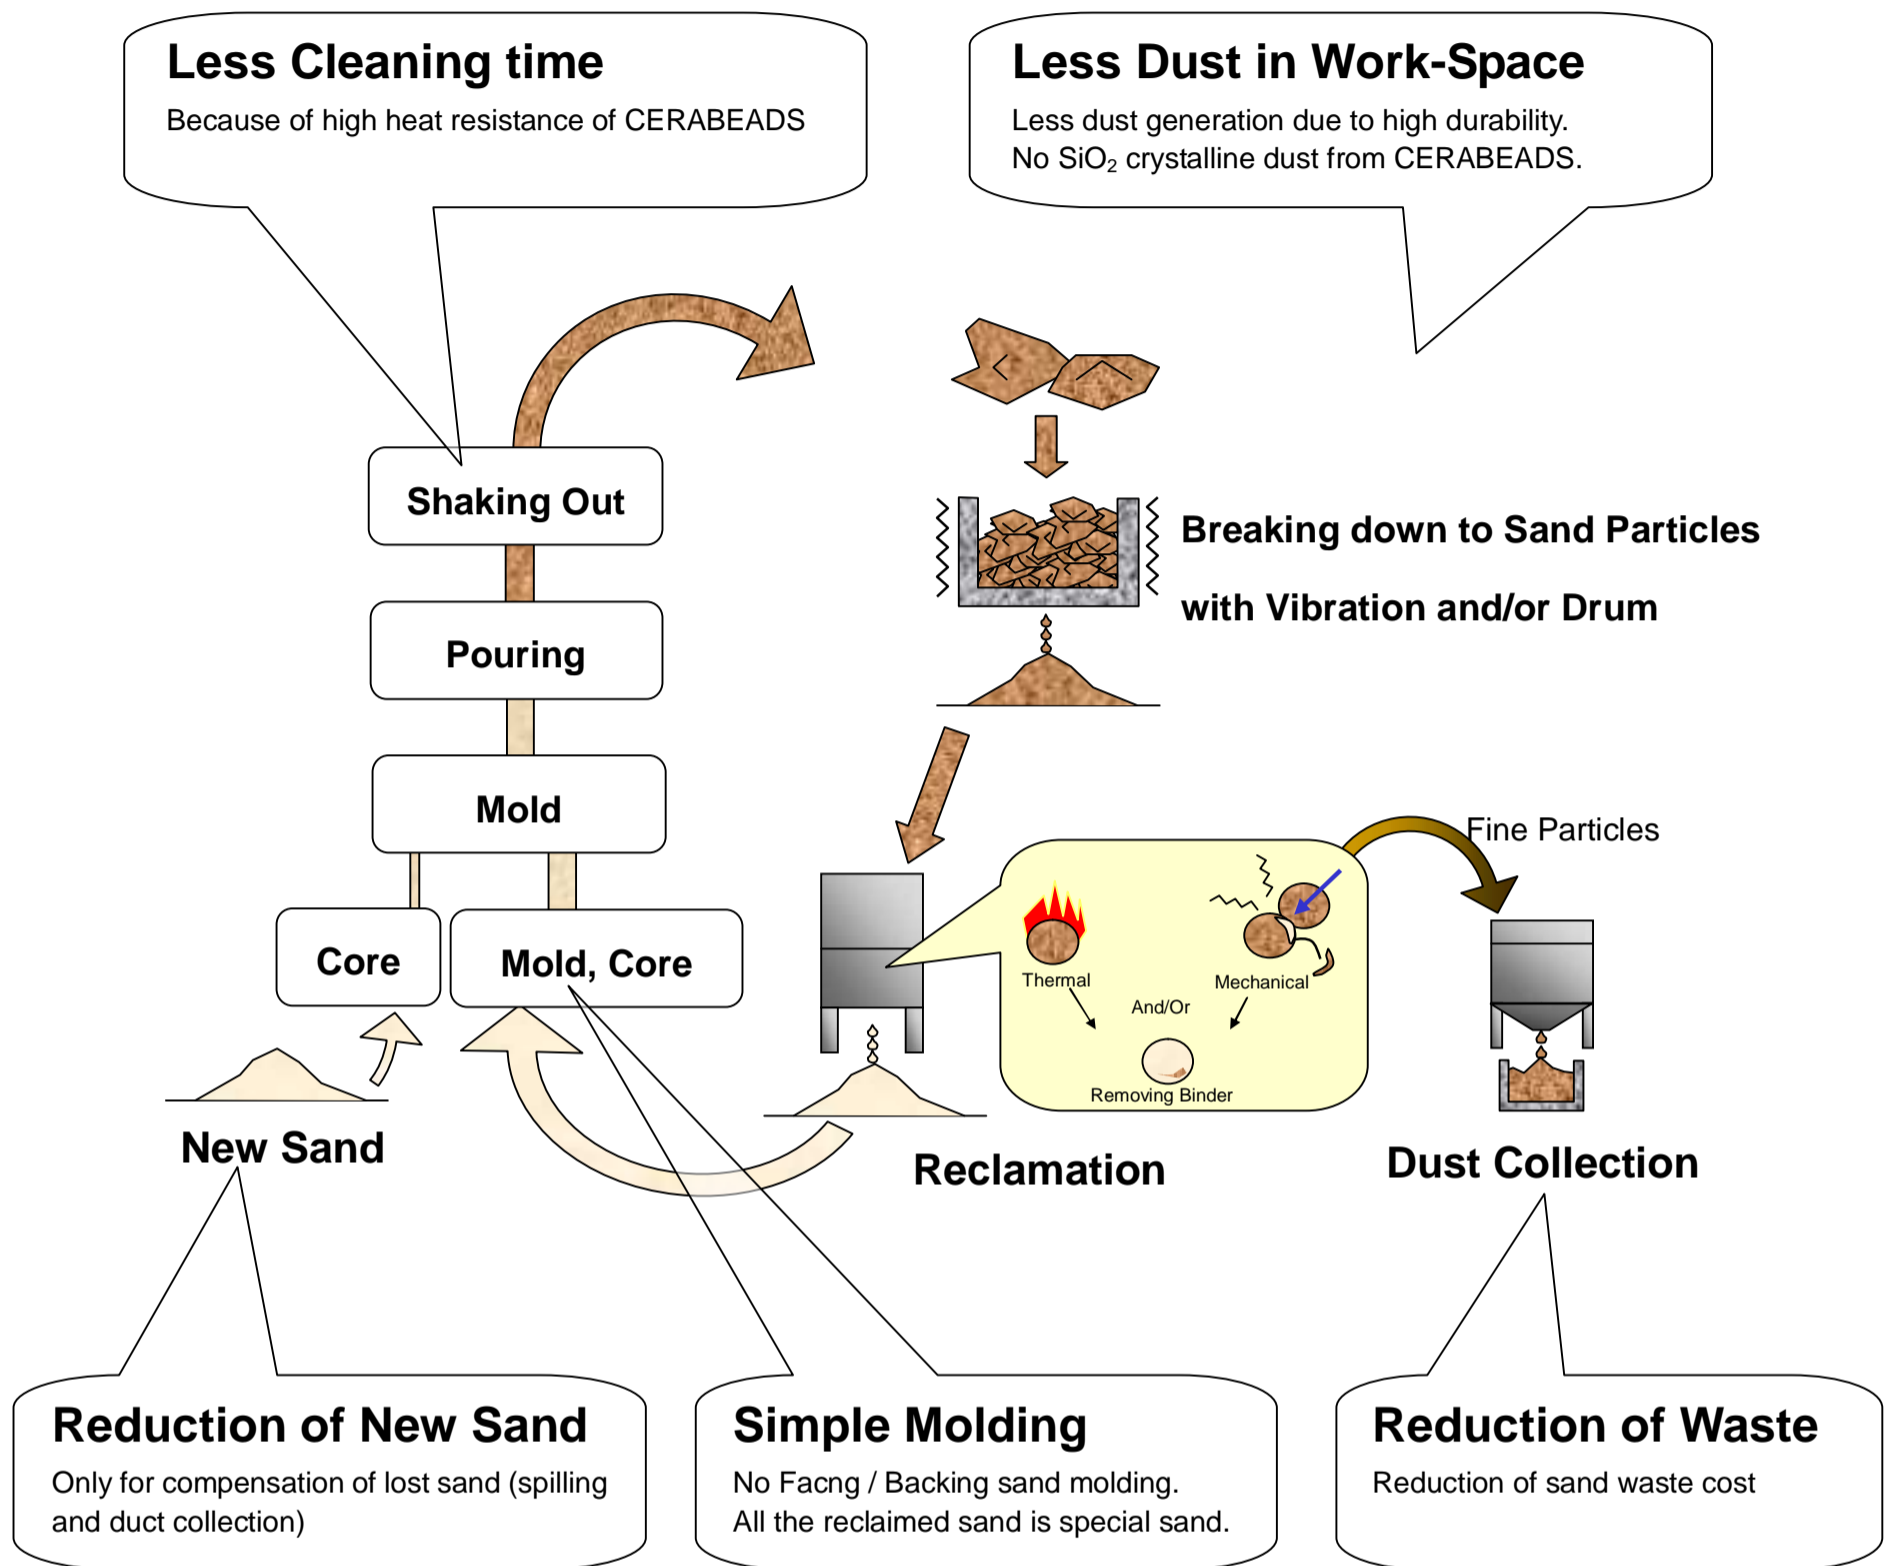 Less Cleaning time
Because of high heat resistance of CERABEADS
Less Dust in Work-Space
Less dust generation due to high durability.
No SiO₂ crystalline dust from CERABEADS.
Shaking Out
Pouring
Mold
Core
Mold, Core
New Sand
Breaking down to Sand Particles
with Vibration and/or Drum
Fine Particles
Thermal
Mechanical
And/Or
Removing Binder
Reclamation
Dust Collection
Reduction of New Sand
Only for compensation of lost sand (spilling
and duct collection)
Simple Molding
No Facng / Backing sand molding.
All the reclaimed sand is special sand.
Reduction of Waste
Reduction of sand waste cost